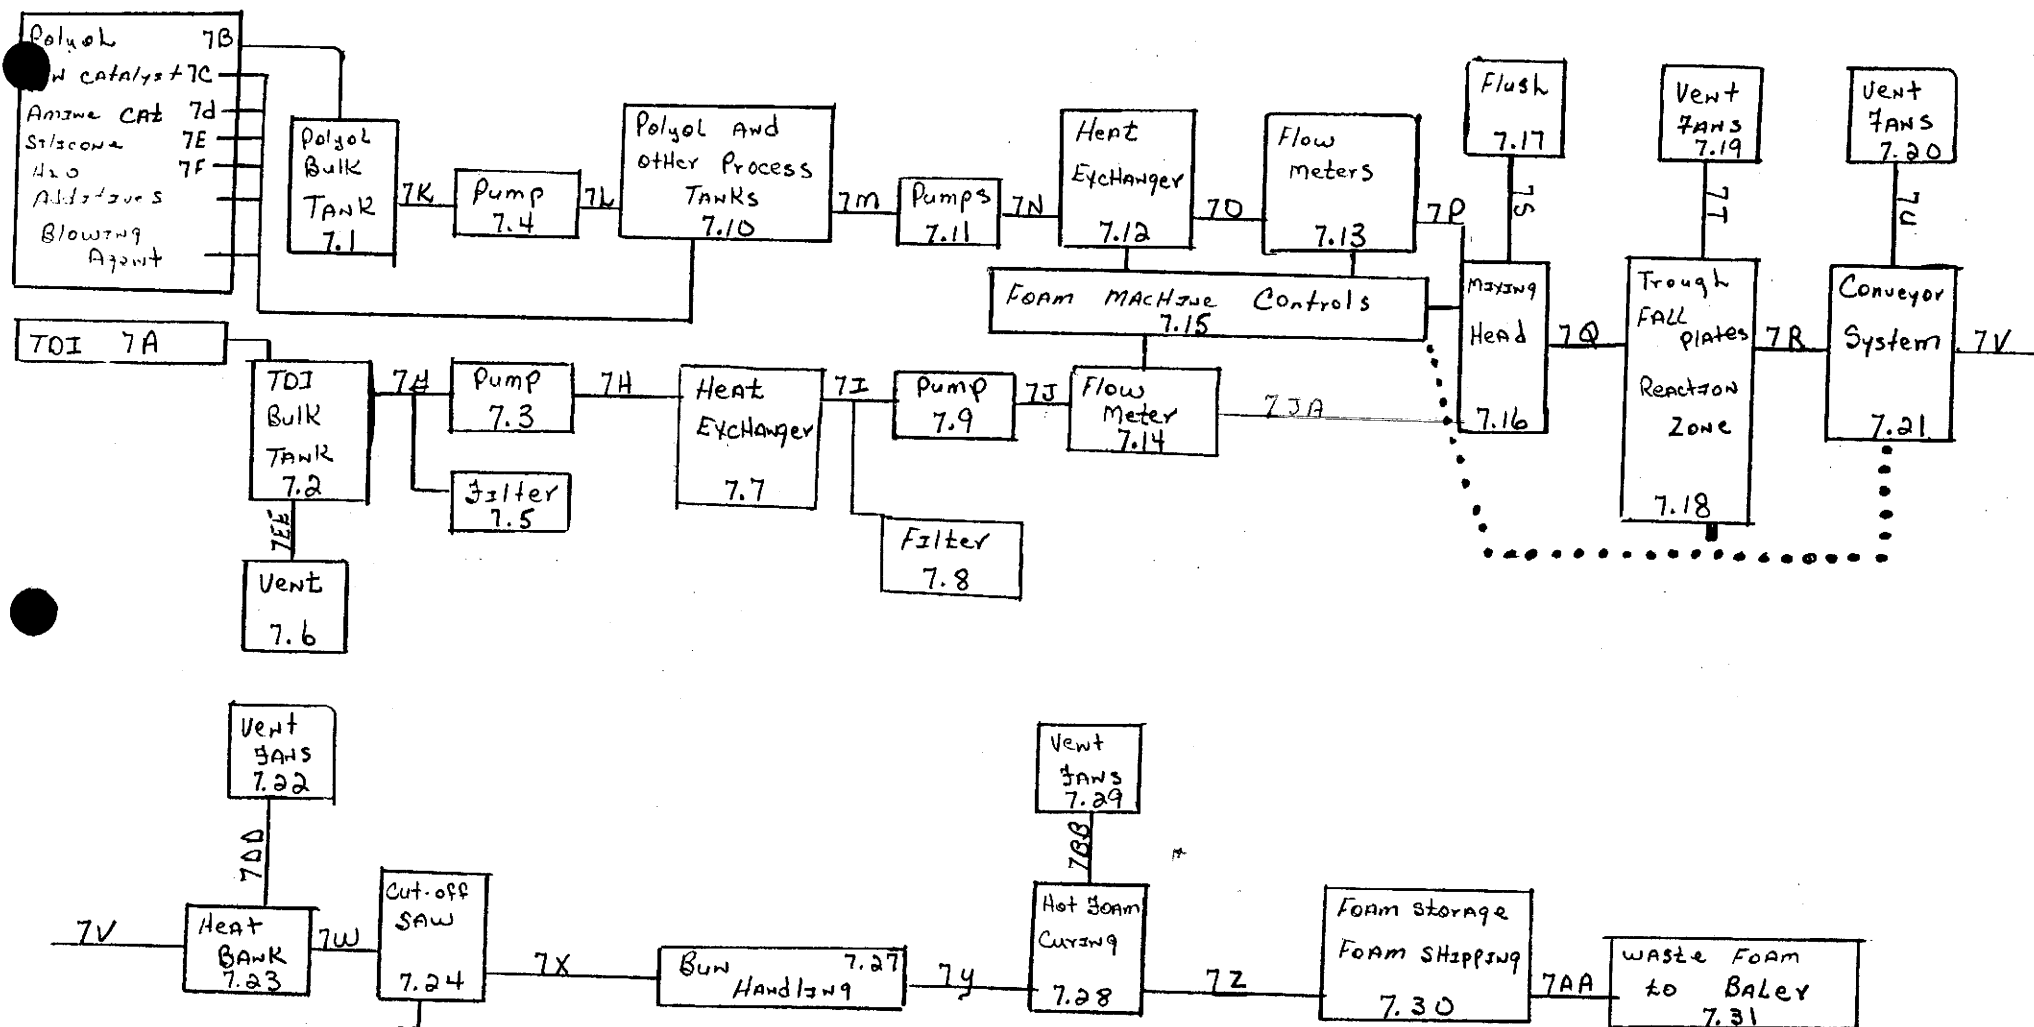 Polyol 7B
Catalyst 7C
Amine Cat 7d
Silicone 7E
H2O 7F
Additives
Blowing
Agent
TDI 7A
Polyol
Bulk
Tank
7.1
7K
Pump
7.4
7L
Polyol And
other Process
Tanks
7.10
7M
Pumps
7.11
7N
Heat
Exchanger
7.12
7O
Flow
meters
7.13
7P
Flush
7.17
7S
Vent
Fans
7.19
7T
Vent
Fans
7.20
7U
Foam Machine Controls
7.15
Mixing
Head
7.16
7Q
Trough
Fall
Plates
Reaction
Zone
7.18
7R
Conveyor
System
7.21
7V
TDI
Bulk
Tank
7.2
7EE
Vent
7.6
7H
Pump
7.3
Filter
7.5
7H
Heat
Exchanger
7.7
7I
Filter
7.8
Pump
7.9
7J
Flow
Meter
7.14
7JA
Vent
Fans
7.22
7DD
7V
Heat
Bank
7.23
7W
Cut-off
Saw
7.24
7X
Bun 7.27
Handling
7y
Vent
Fans
7.29
7BB
Hot Foam
Curing
7.28
7Z
Foam Storage
Foam Shipping
7.30
7AA
Waste Foam
to Baler
7.31